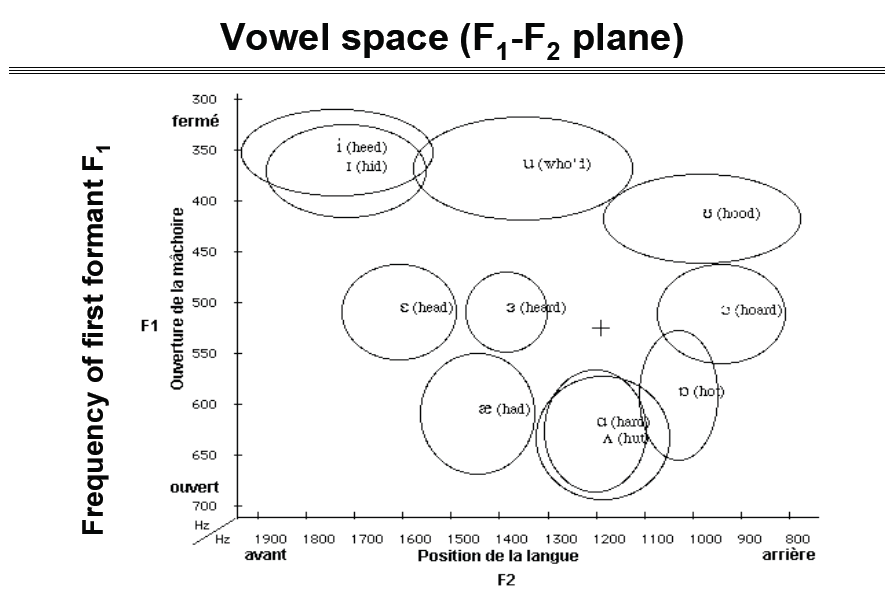 Vowel space (F1-F2 plane)
Frequency of first formant F1
F1
Ouverture de la mâchoire
300
fermé
350
400
450
500
550
600
650
ouvert
700
Hz
i (heed)
ɪ (hid)
u (who'd)
ʊ (hood)
ɛ (head)
ɜ (heard)
ɔ (hoard)
æ (had)
ɒ (hot)
ɑ (hard)
ʌ (hut)
Hz
1900 1800 1700 1600 1500 1400 1300 1200 1100 1000 900 800
avant Position de la langue arrière
F2